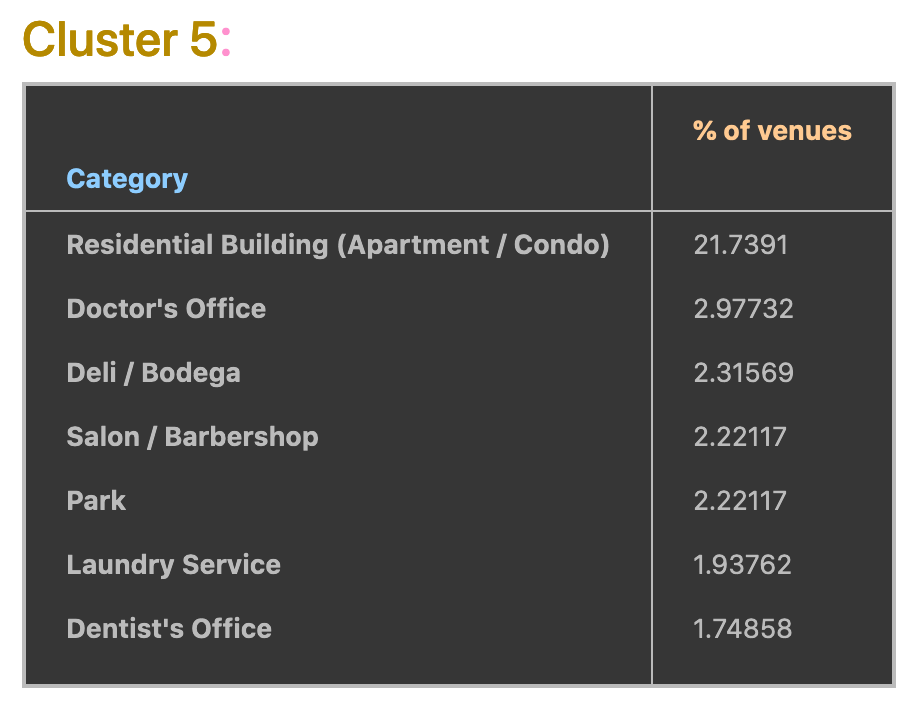 Cluster 5:
% of venues
Category
Residential Building (Apartment / Condo) 21.7391
Doctor's Office 2.97732
Deli / Bodega 2.31569
Salon / Barbershop 2.22117
Park 2.22117
Laundry Service 1.93762
Dentist's Office 1.74858